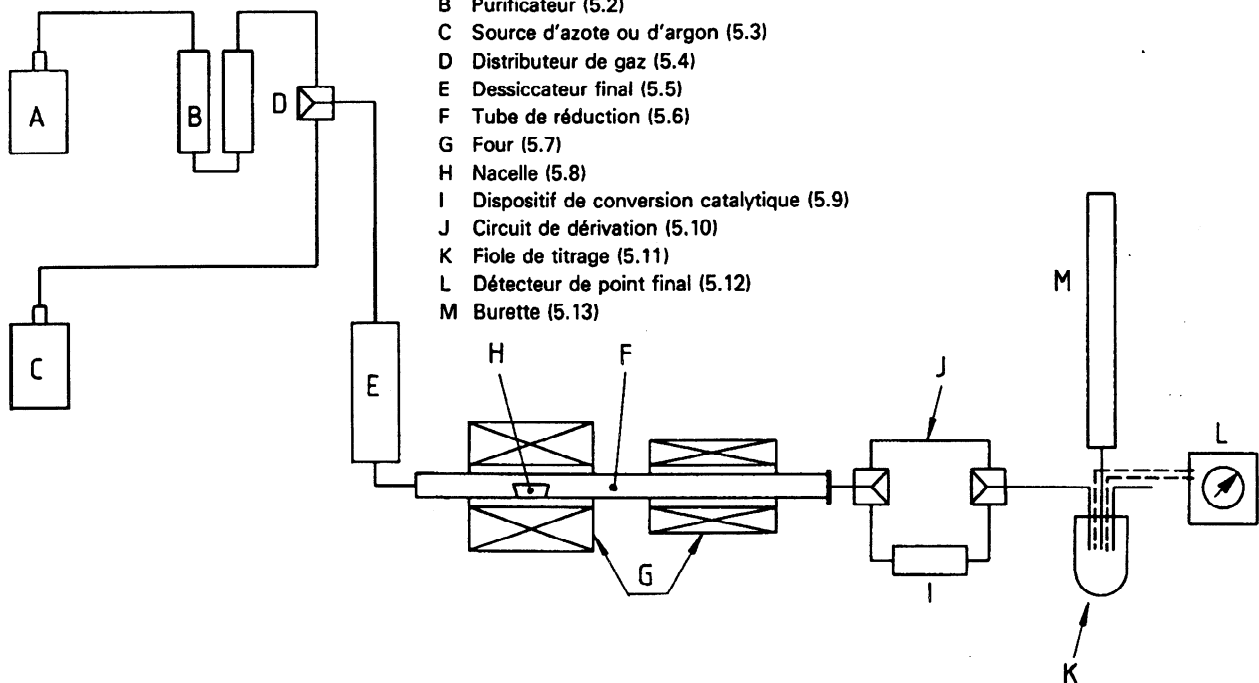 B Purificateur (5.2)
C Source d'azote ou d'argon (5.3)
D Distributeur de gaz (5.4)
E Dessiccateur final (5.5)
F Tube de réduction (5.6)
G Four (5.7)
H Nacelle (5.8)
I Dispositif de conversion catalytique (5.9)
J Circuit de dérivation (5.10)
K Fiole de titrage (5.11)
L Détecteur de point final (5.12)
M Burette (5.13)
A
B
D
C
E
H
F
G
J
I
M
L
K